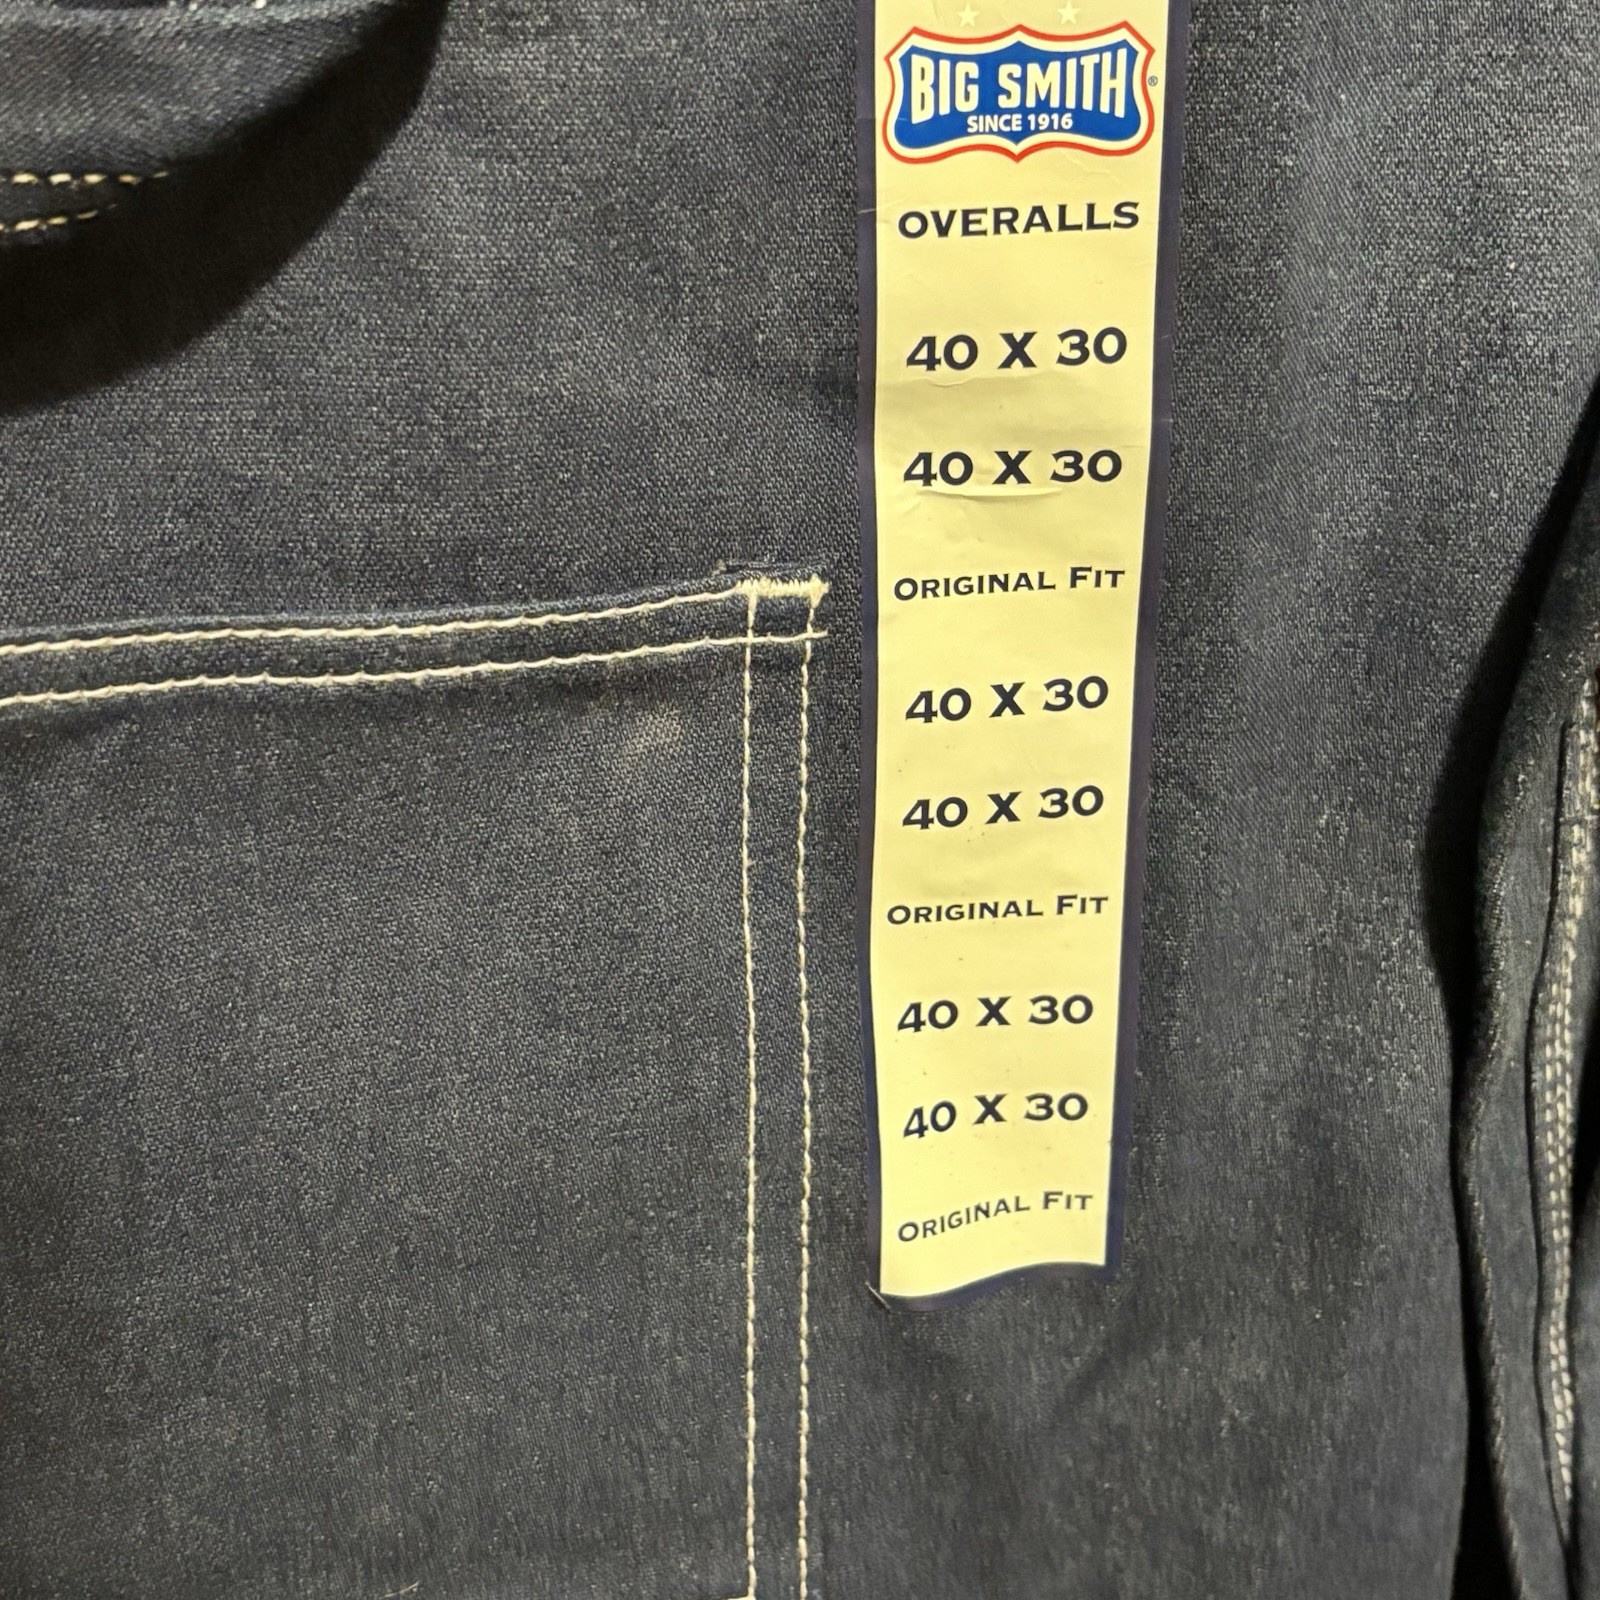 BIG SMITH ®
SINCE 1916
OVERALLS
40 X 30
40 X 30
ORIGINAL FIT
40 X 30
40 X 30
ORIGINAL FIT
40 X 30
40 X 30
ORIGINAL FIT